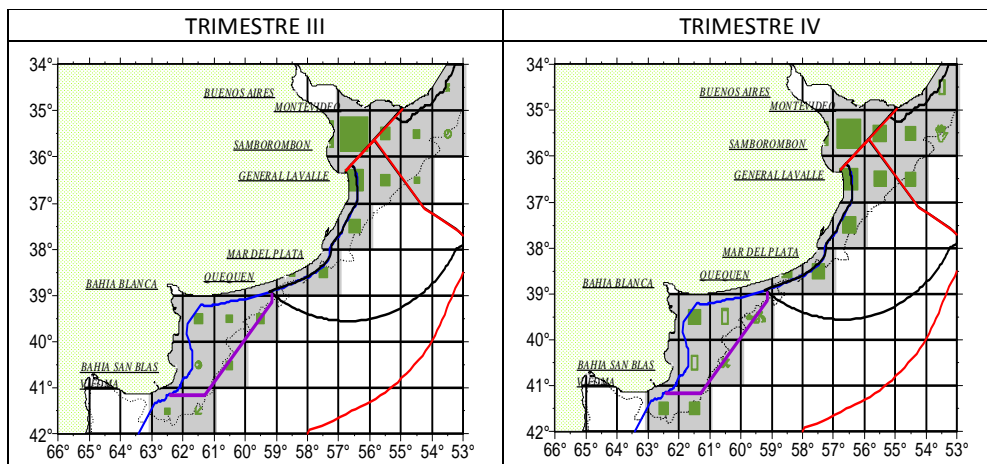 TRIMESTRE III
34°
35°
36°
37°
38°
39°
40°
41°
42°
BUENOS AIRES
MONTEVIDEO
SAMBOROMBON
GENERAL LAVALLE
MAR DEL PLATA
QUEQUEN
BAHIA BLANCA
BAHIA SAN BLAS
VIEDMA
66° 65° 64° 63° 62° 61° 60° 59° 58° 57° 56° 55° 54° 53°
TRIMESTRE IV
34°
35°
36°
37°
38°
39°
40°
41°
42°
BUENOS AIRES
MONTEVIDEO
SAMBOROMBON
GENERAL LAVALLE
MAR DEL PLATA
QUEQUEN
BAHIA BLANCA
BAHIA SAN BLAS
VIEDMA
66° 65° 64° 63° 62° 61° 60° 59° 58° 57° 56° 55° 54° 53°